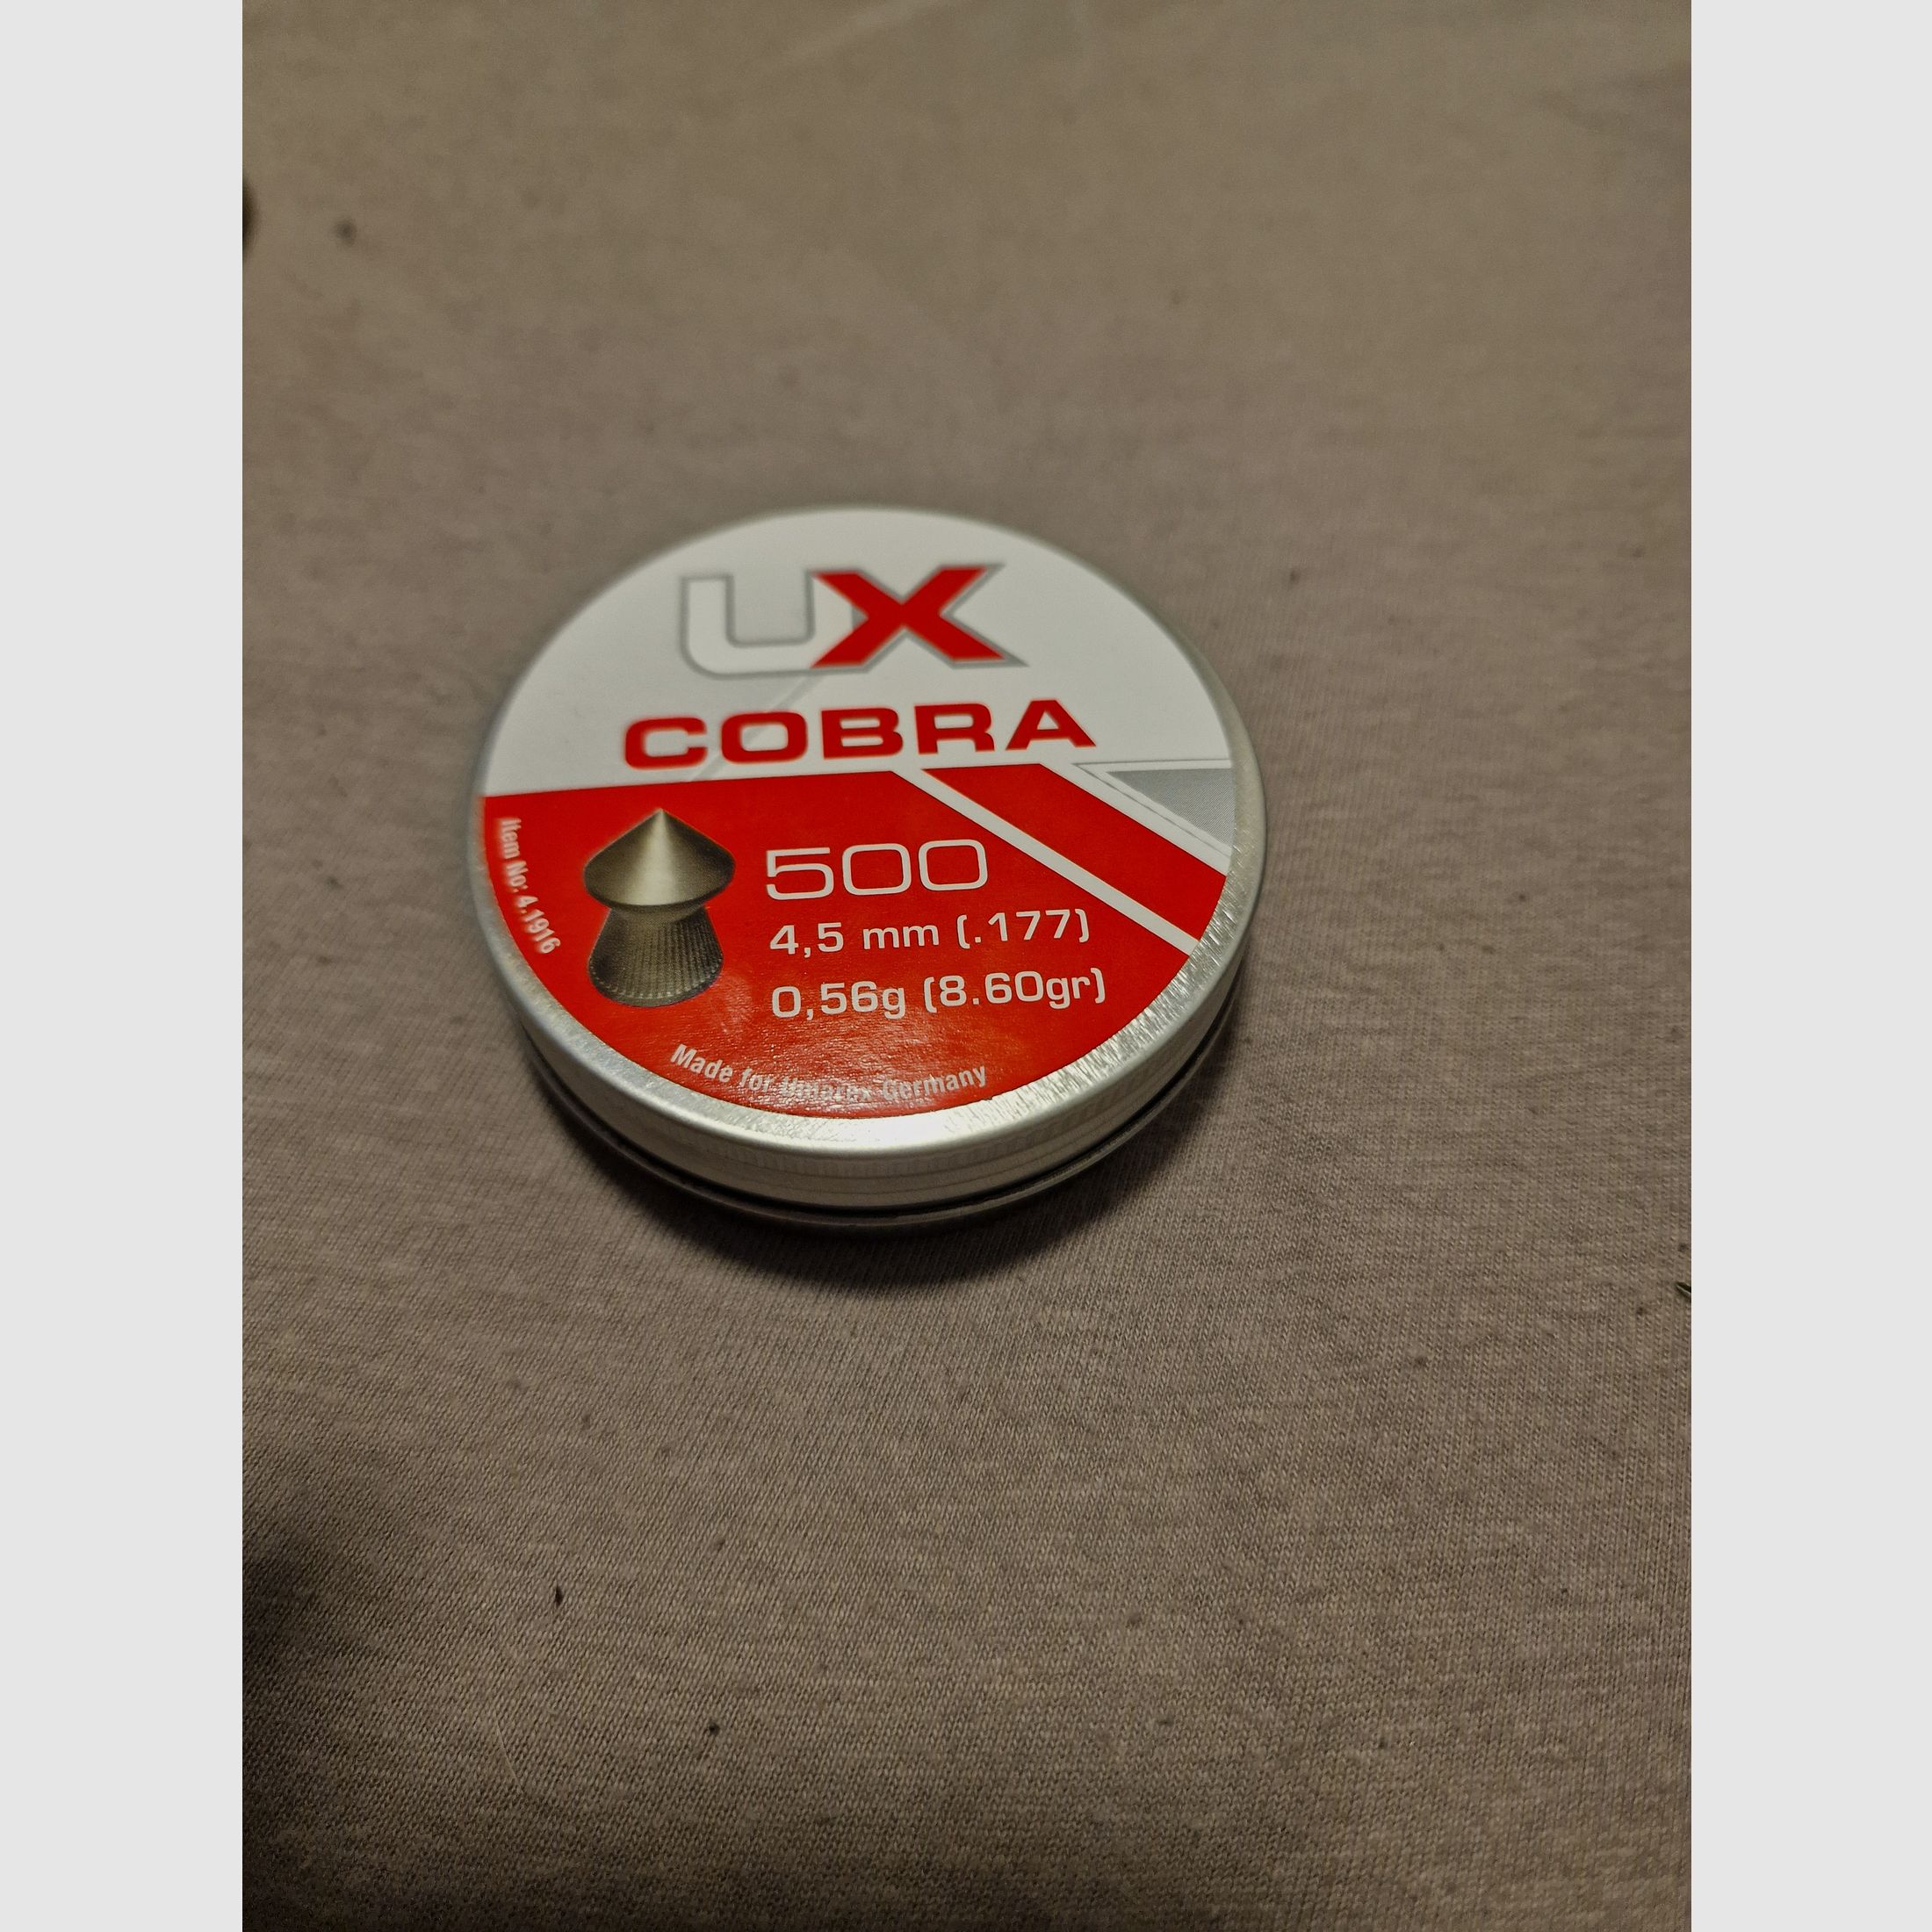 UX
COBRA
500
4,5 mm (.177)
0,56g (8.60gr)
Item No: 4.1916
Made for Umarex Germany